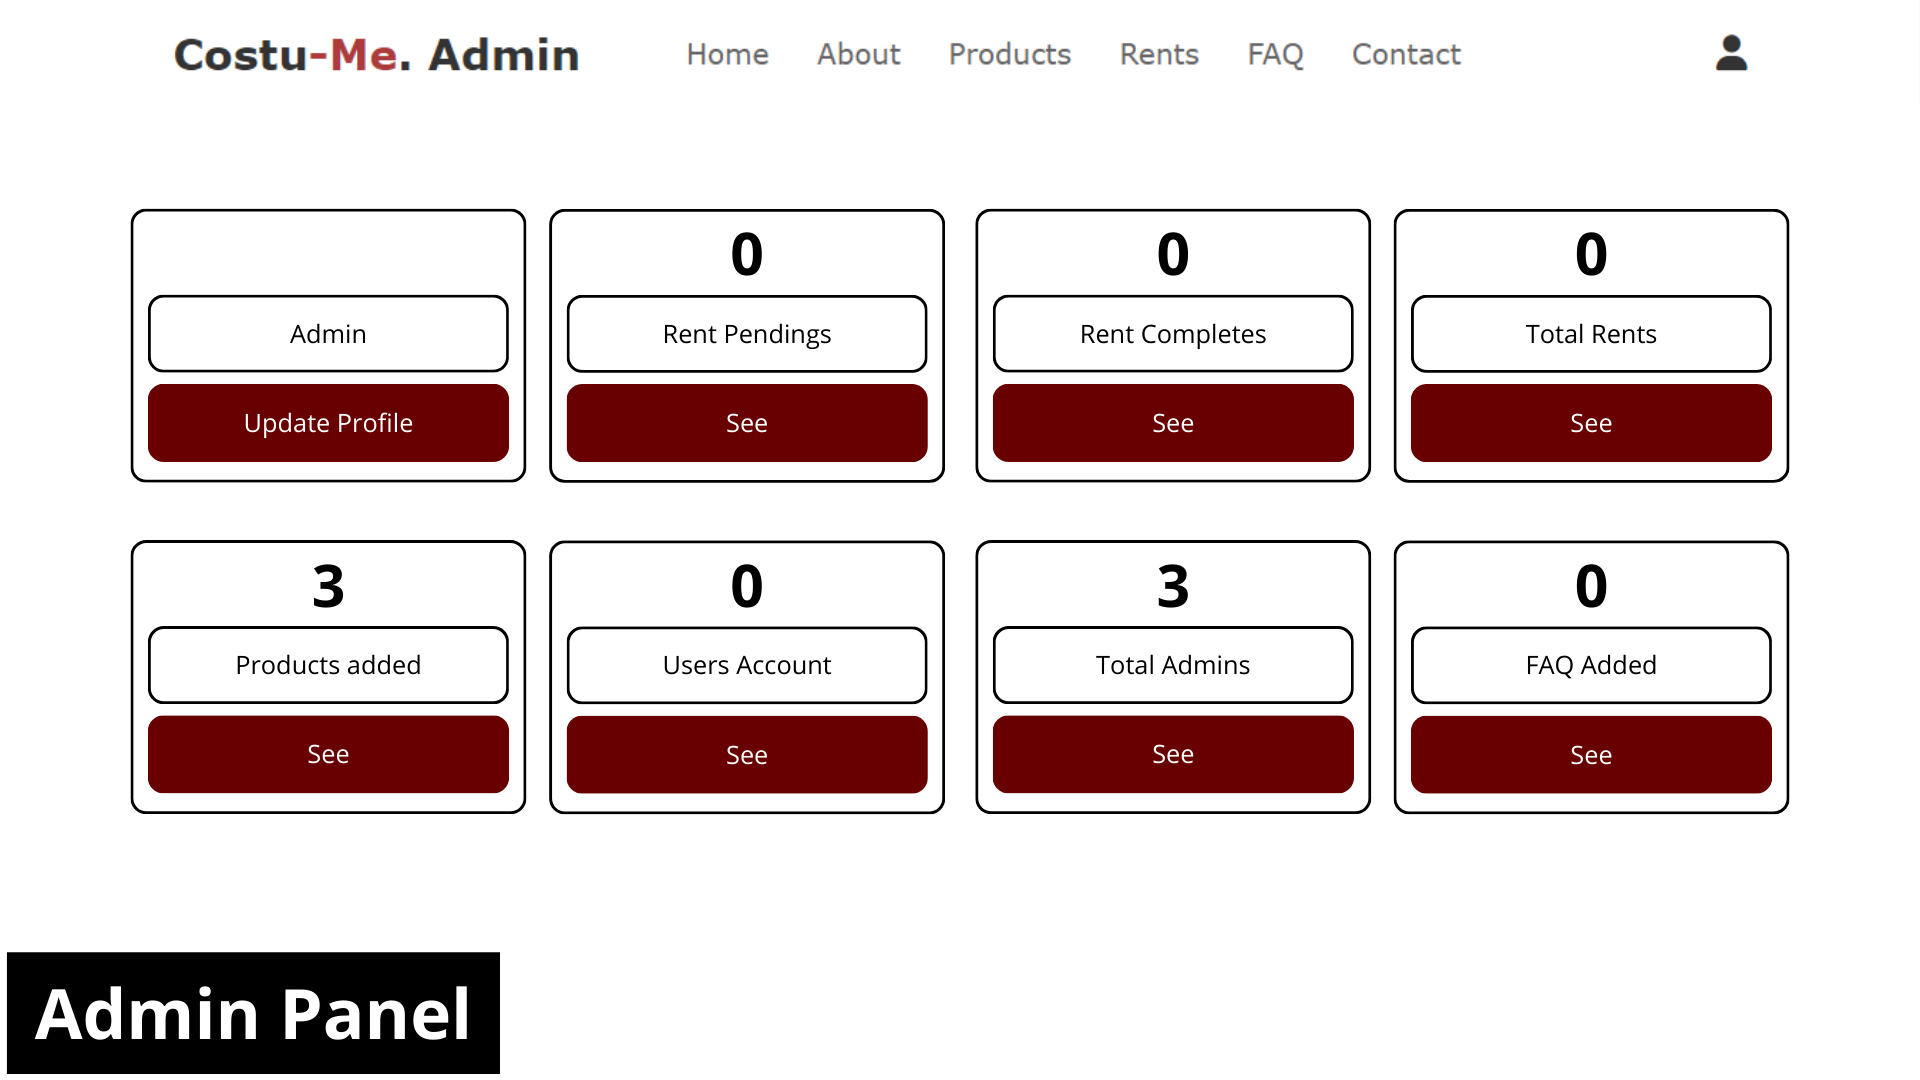 Costu-Me. Admin
Home About Products Rents FAQ Contact
Admin
Update Profile
0
Rent Pendings
See
0
Rent Completes
See
0
Total Rents
See
3
Products added
See
0
Users Account
See
3
Total Admins
See
0
FAQ Added
See
Admin Panel